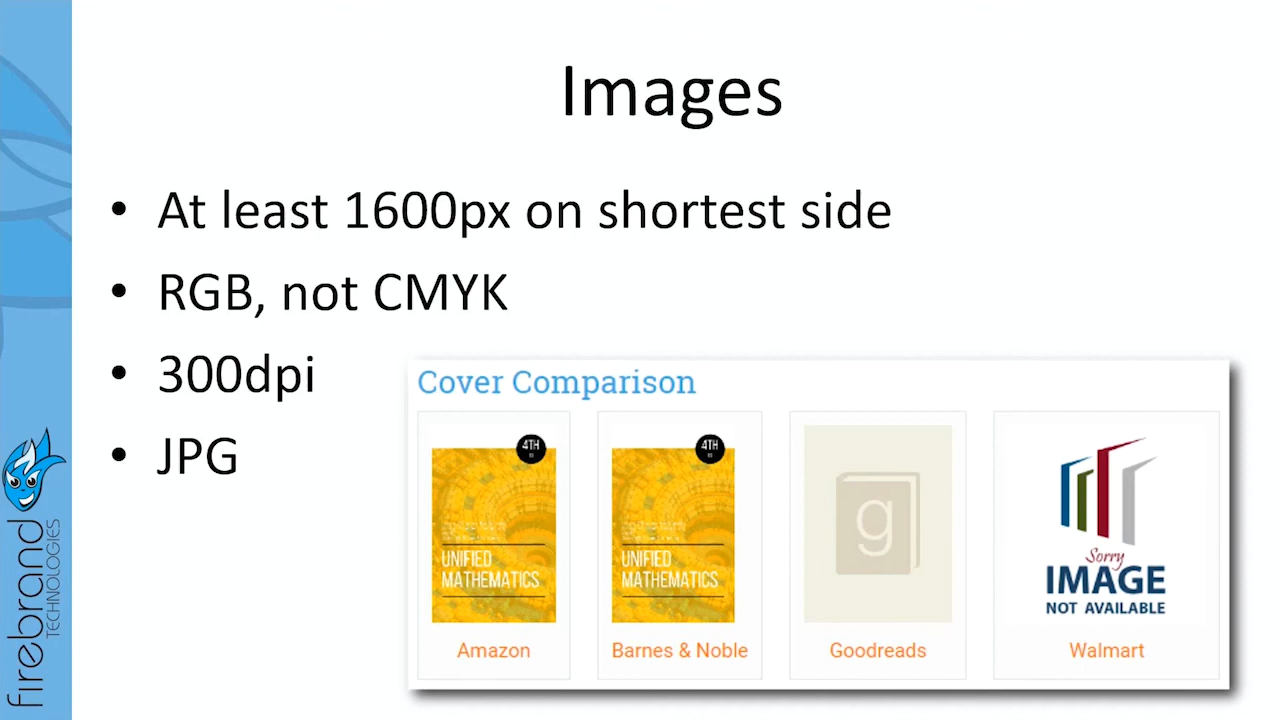 Images
• At least 1600px on shortest side
• RGB, not CMYK
• 300dpi
• JPG
Cover Comparison
4TH
UNIFIED
MATHEMATICS
Amazon
4TH
UNIFIED
MATHEMATICS
Barnes & Noble
g
Goodreads
Sorry
IMAGE
NOT AVAILABLE
Walmart
firebrand
TECHNOLOGIES